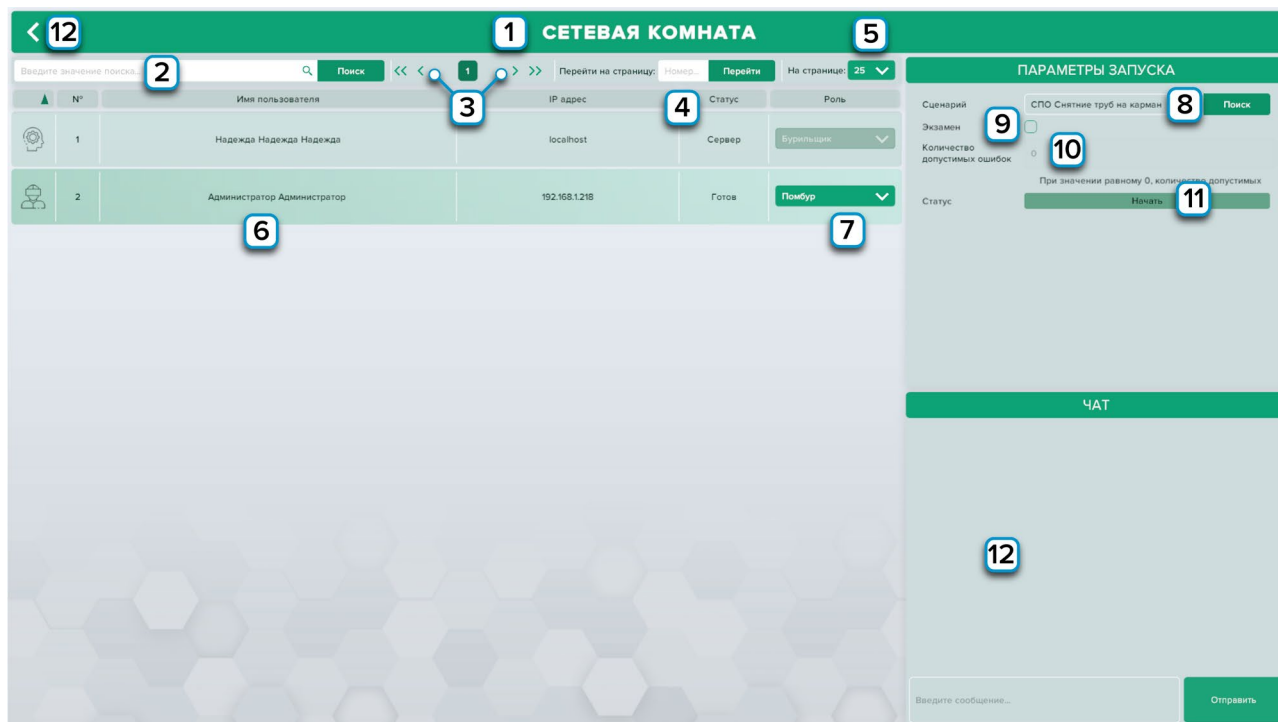 12
1
СЕТЕВАЯ КОМНАТА
5
Введите значение поиска...
2
Поиск
<< <
1
> >>
Перейти на страницу:
Номер...
Перейти
На странице: 25
3
ПАРАМЕТРЫ ЗАПУСКА
№
Имя пользователя
IP адрес
4
Статус
Роль
1
Надежда Надежда Надежда
localhost
Сервер
Бурильщик
2
Администратор Администратор
192.168.1.218
Готов
Помбур
6
7
Сценарий
СПО Снятние труб на карман
8
Поиск
Экзамен
9
Количество
допустимых ошибок
0
10
При значении равному 0, количество допустимых
Статус
Начать
11
ЧАТ
12
Введите сообщение...
Отправить